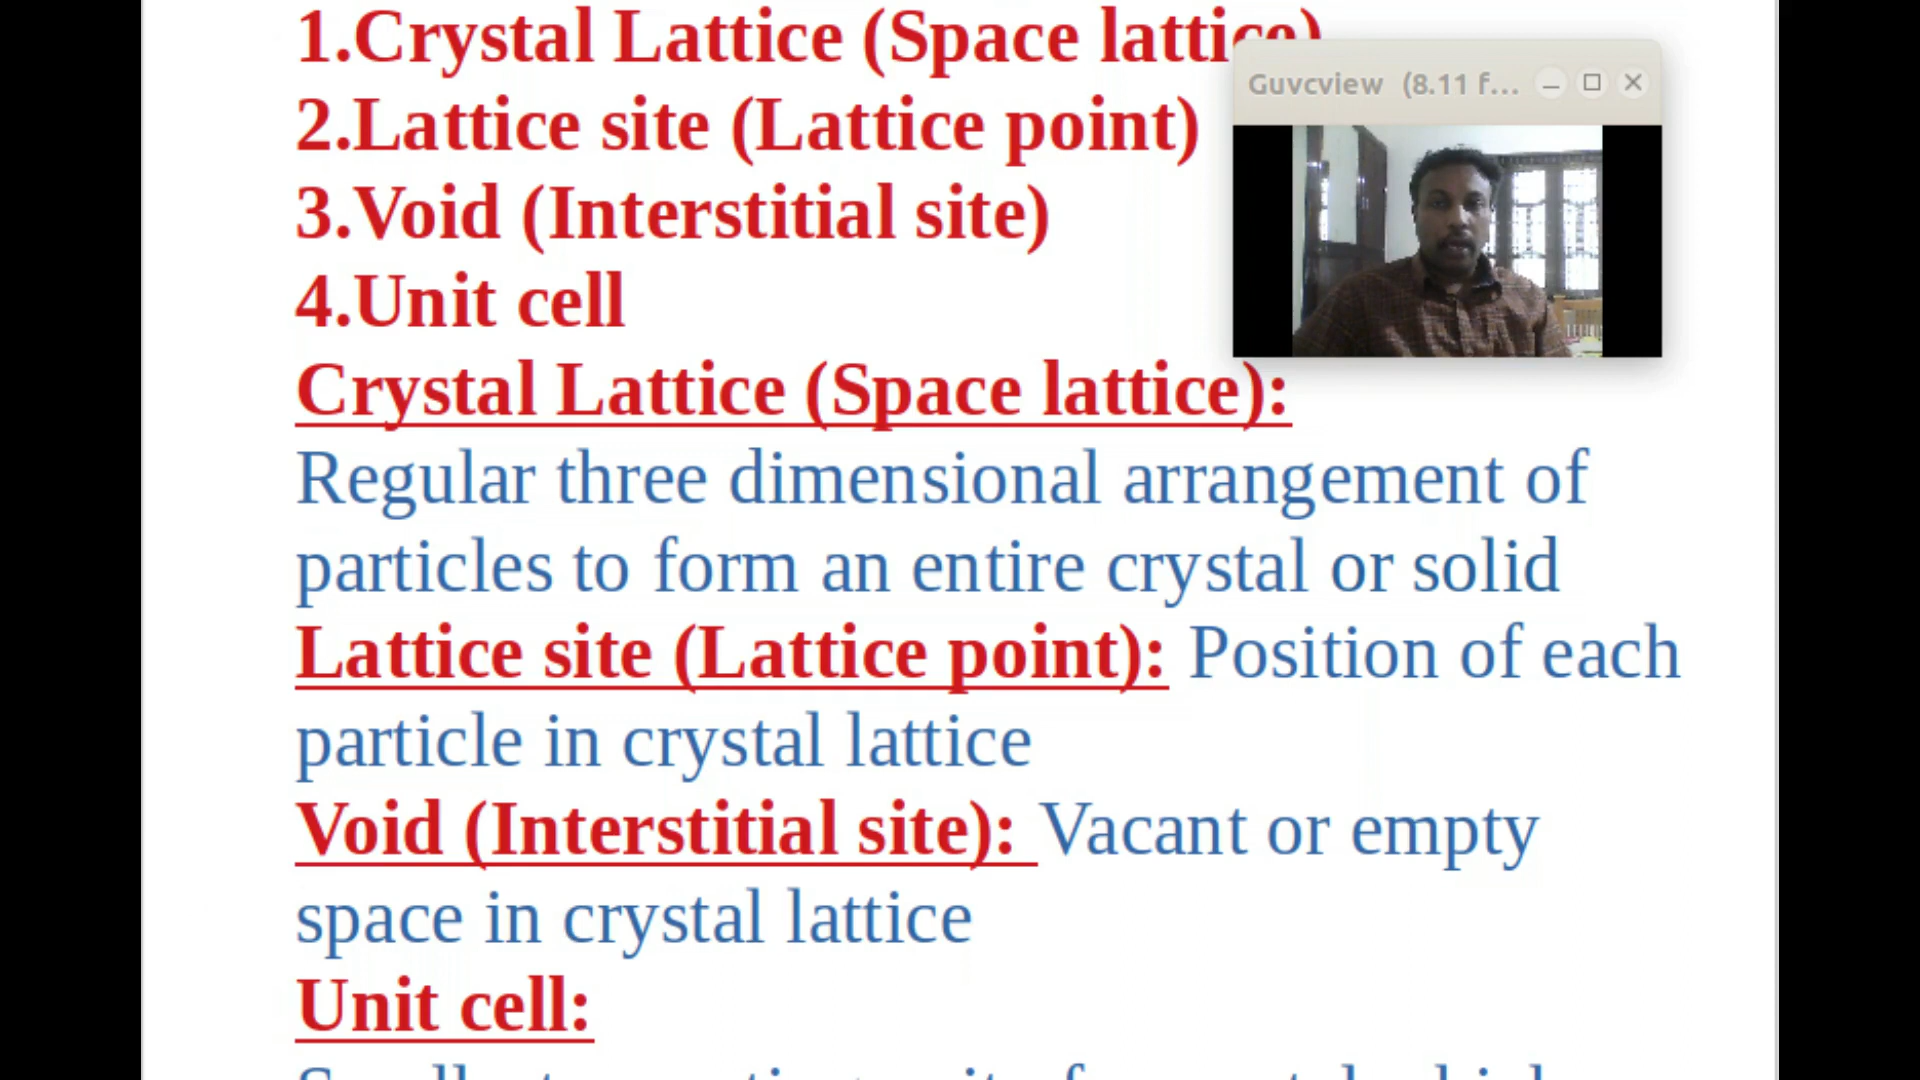 1.Crystal Lattice (Space lattice)
Guvcview (8.11 f...
2.Lattice site (Lattice point)
3.Void (Interstitial site)
4.Unit cell
Crystal Lattice (Space lattice):
Regular three dimensional arrangement of
particles to form an entire crystal or solid
Lattice site (Lattice point): Position of each
particle in crystal lattice
Void (Interstitial site): Vacant or empty
space in crystal lattice
Unit cell: